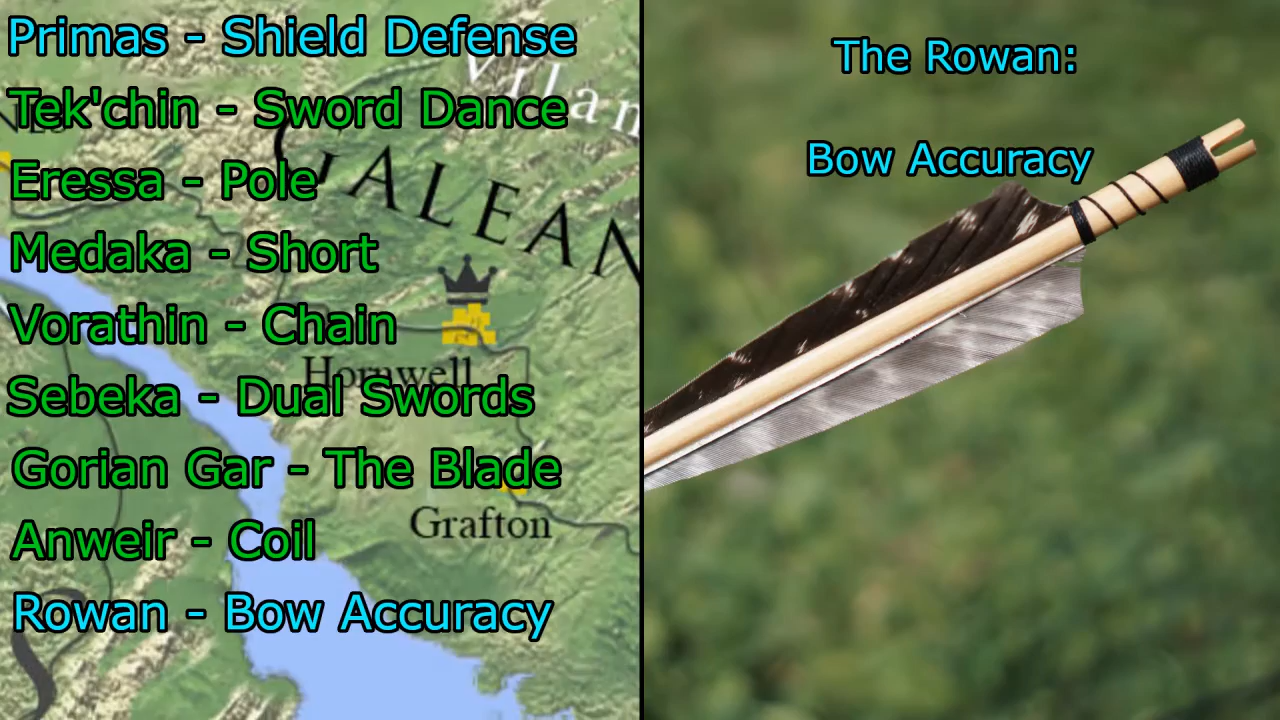 Primas - Shield Defense
Tek'chin - Sword Dance
Eressa - Pole
Medaka - Short
Vorathin - Chain
Sebeka - Dual Swords
Gorian Gar - The Blade
Anweir - Coil
Rowan - Bow Accuracy
GALEAN
Hornwell
Grafton
The Rowan:
Bow Accuracy